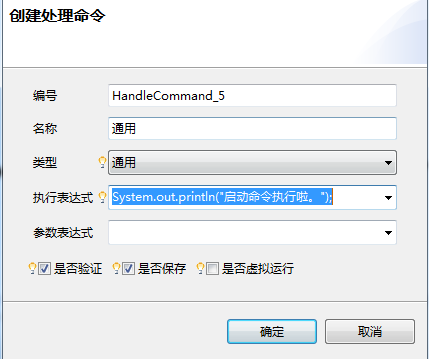 创建处理命令
编号 HandleCommand_5
名称 通用
类型 通用
执行表达式 System.out.println("启动命令执行啦。");
参数表达式
是否验证 是否保存 是否虚拟运行
确定 取消